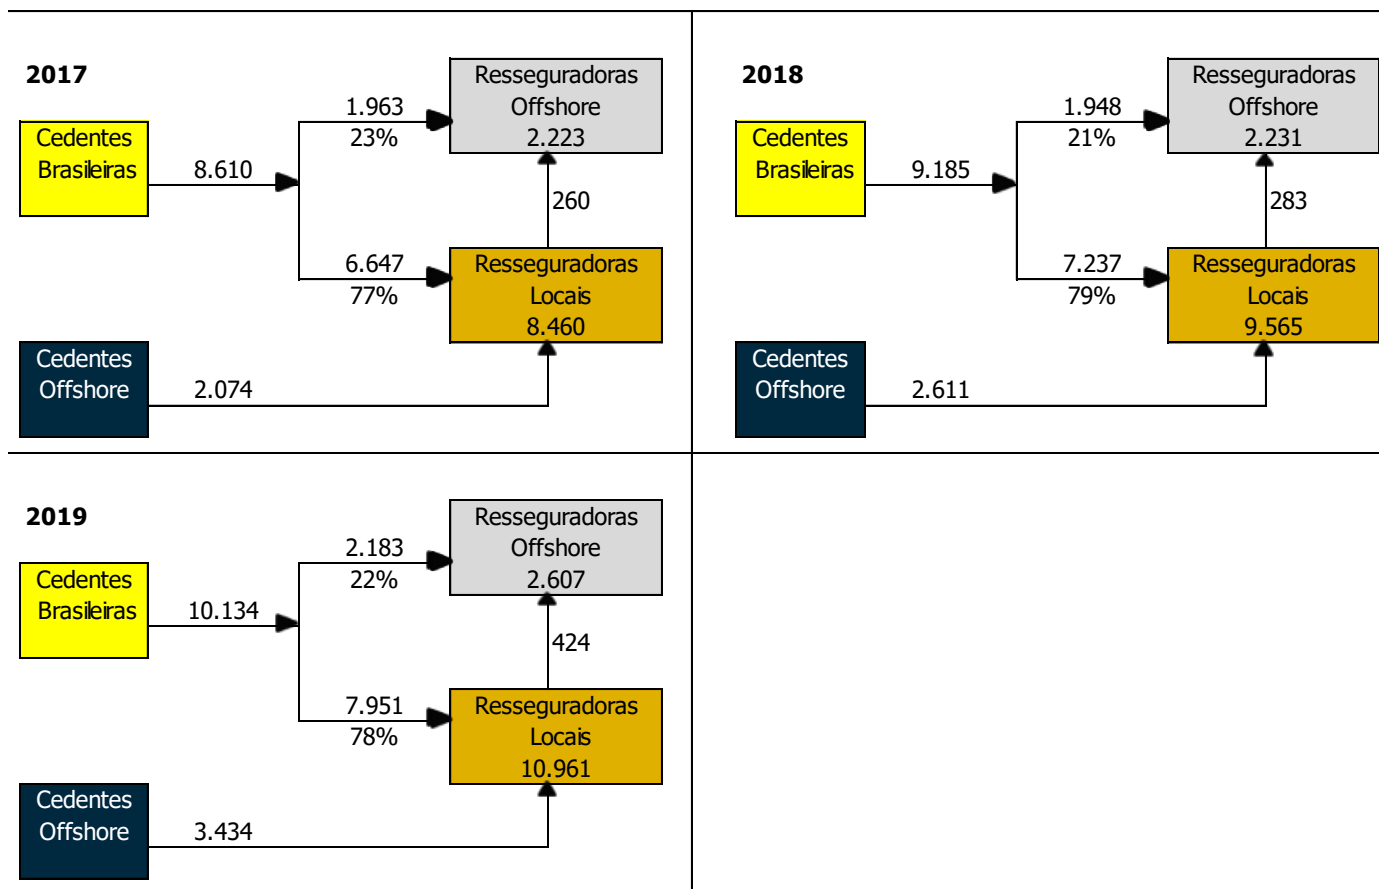 2017
Cedentes
Brasileiras
8.610
1.963
23%
Resseguradoras
Offshore
2.223
260
6.647
77%
Resseguradoras
Locais
8.460
Cedentes
Offshore
2.074
2018
Cedentes
Brasileiras
9.185
1.948
21%
Resseguradoras
Offshore
2.231
283
7.237
79%
Resseguradoras
Locais
9.565
Cedentes
Offshore
2.611
2019
Cedentes
Brasileiras
10.134
2.183
22%
Resseguradoras
Offshore
2.607
424
7.951
78%
Resseguradoras
Locais
10.961
Cedentes
Offshore
3.434